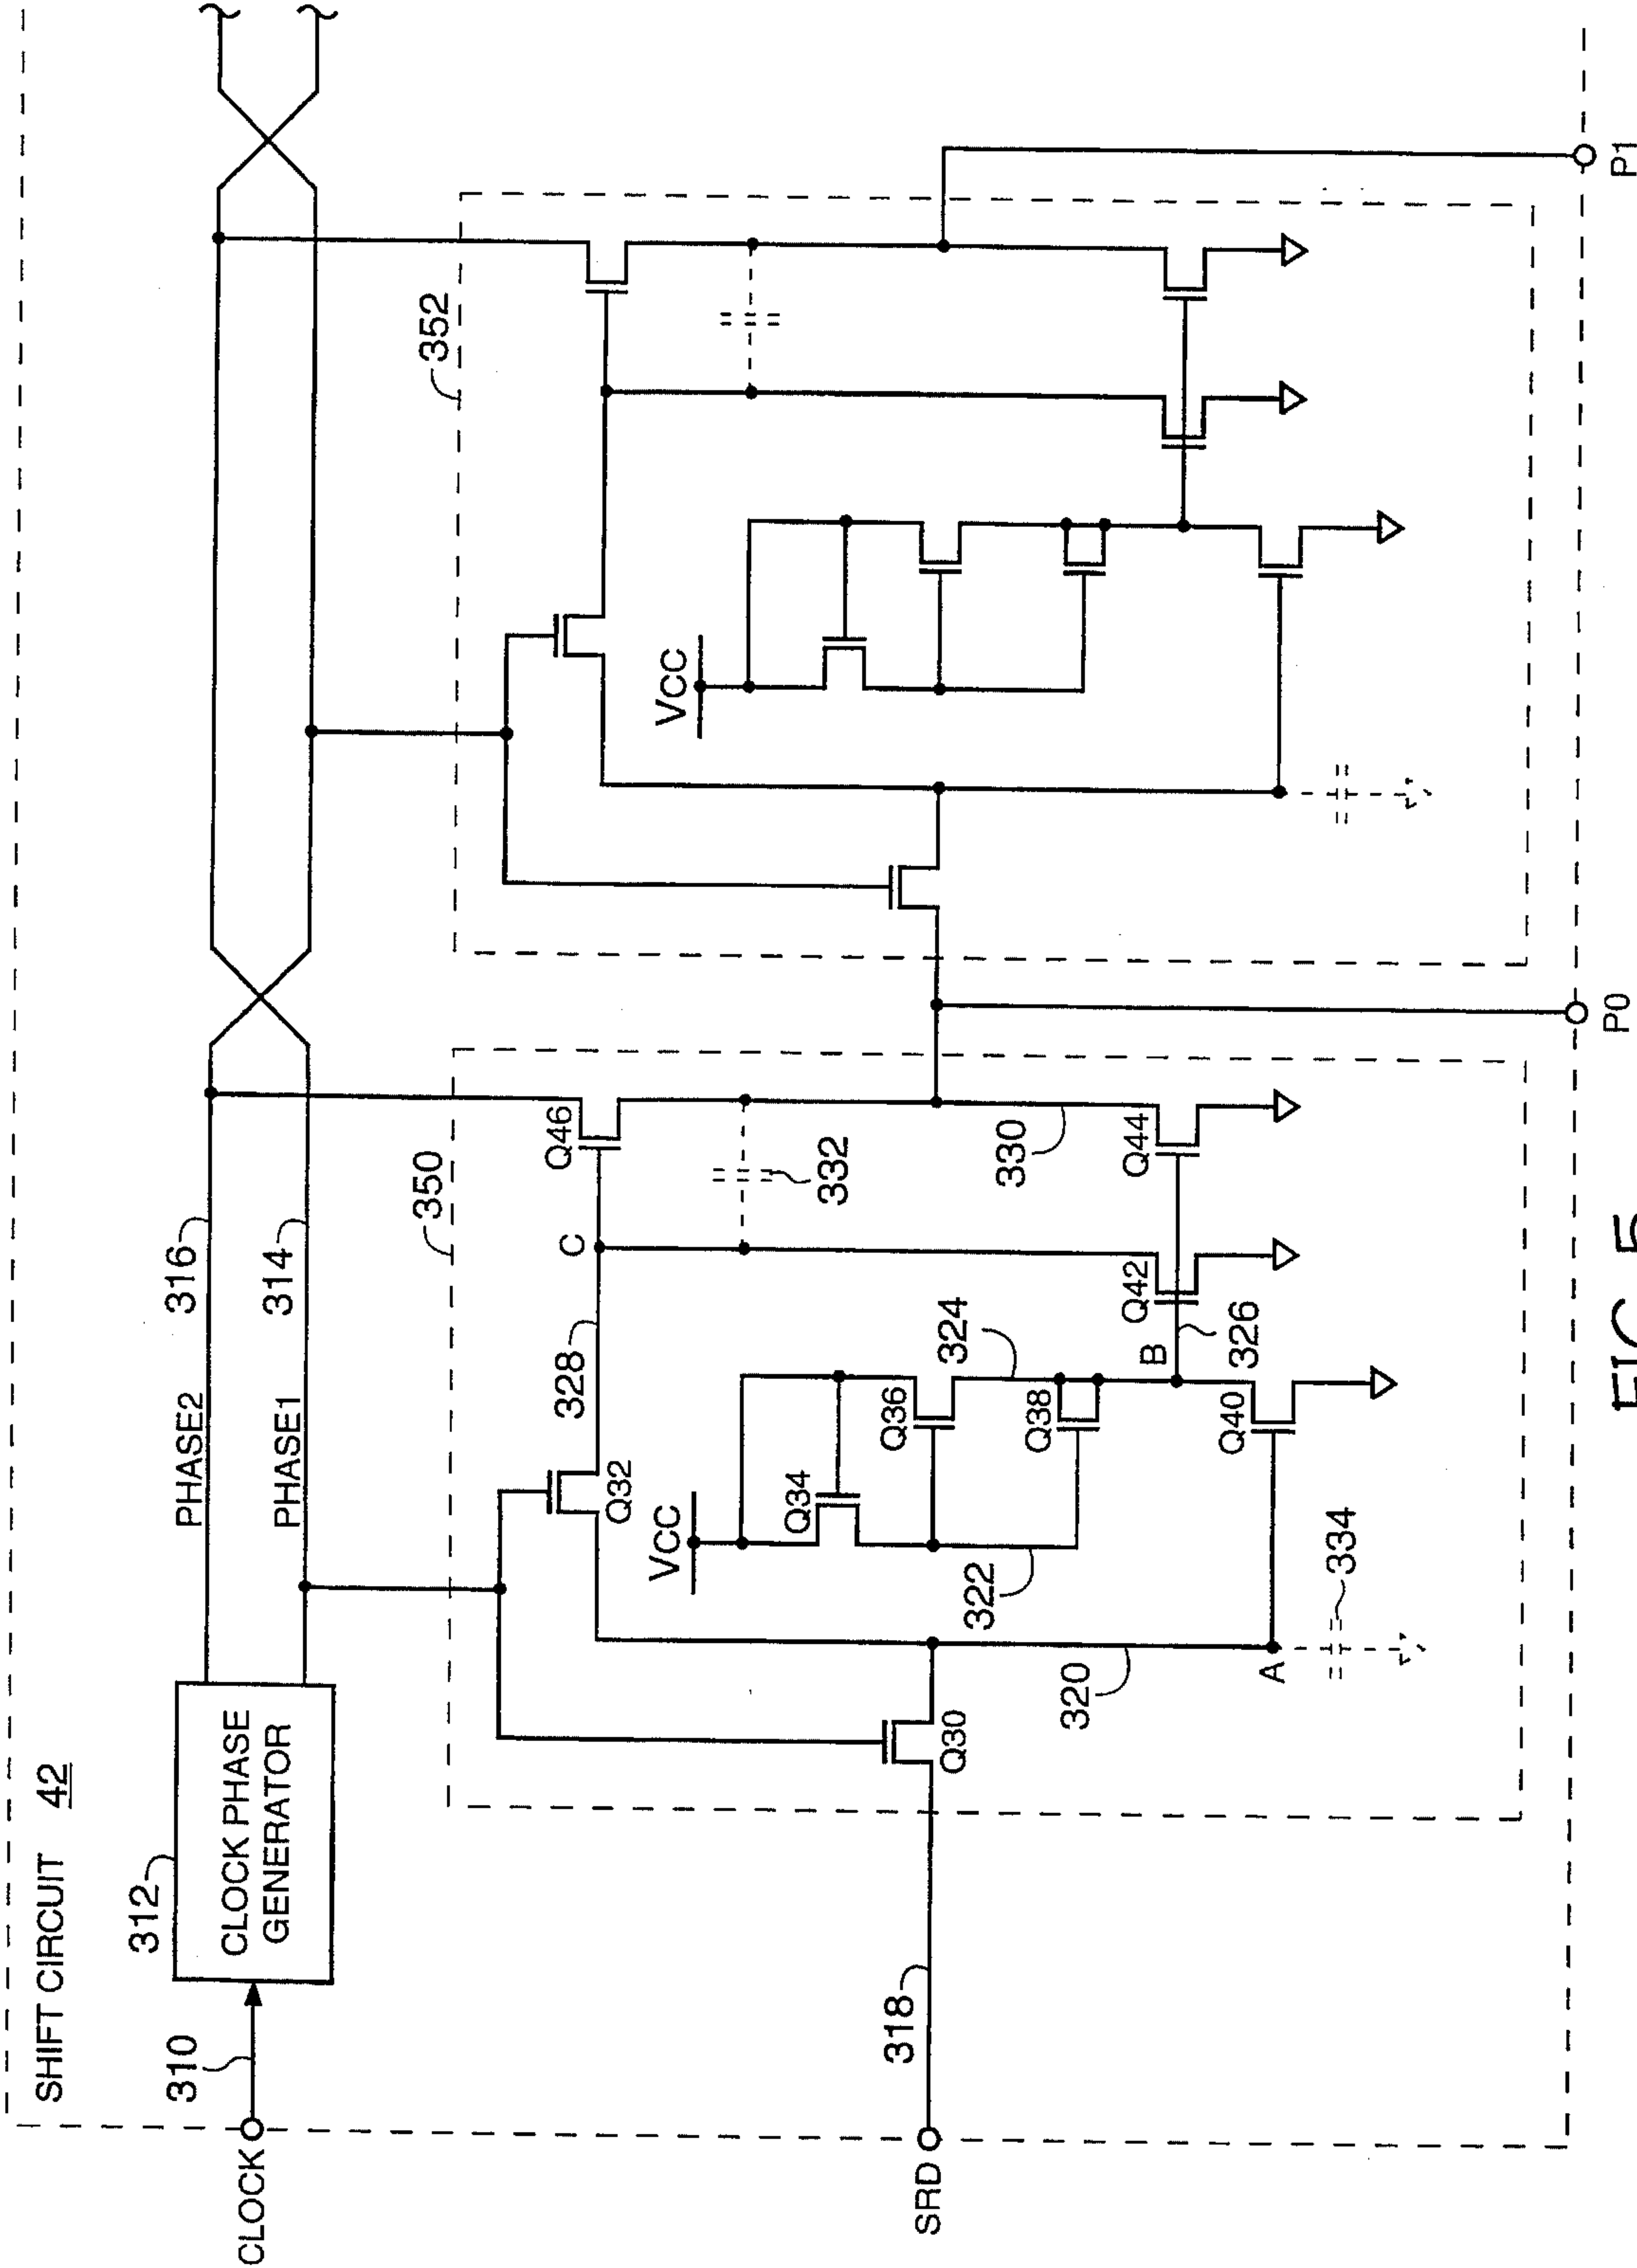 SHIFT CIRCUIT 42
CLOCK
310
312
CLOCK PHASE
GENERATOR
PHASE2
316
PHASE1
314
SRD
318
350
Q30
Q32
328
C
Q46
VCC
Q34
322
Q36
324
Q38
332
330
320
A
334
Q40
B
326
Q42
Q44
P0
352
VCC
P1